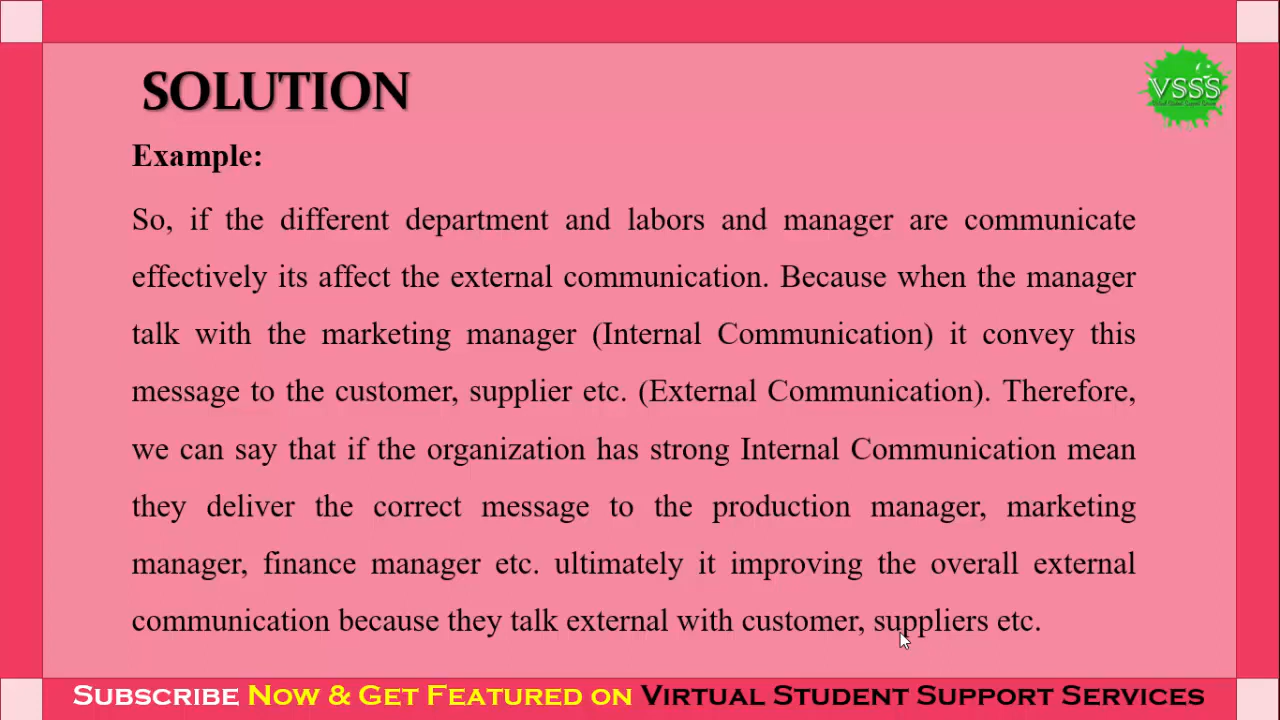 SOLUTION
VSSS
Example:
So, if the different department and labors and manager are communicate
effectively its affect the external communication. Because when the manager
talk with the marketing manager (Internal Communication) it convey this
message to the customer, supplier etc. (External Communication). Therefore,
we can say that if the organization has strong Internal Communication mean
they deliver the correct message to the production manager, marketing
manager, finance manager etc. ultimately it improving the overall external
communication because they talk external with customer, suppliers etc.
SUBSCRIBE NOW & GET FEATURED ON VIRTUAL STUDENT SUPPORT SERVICES